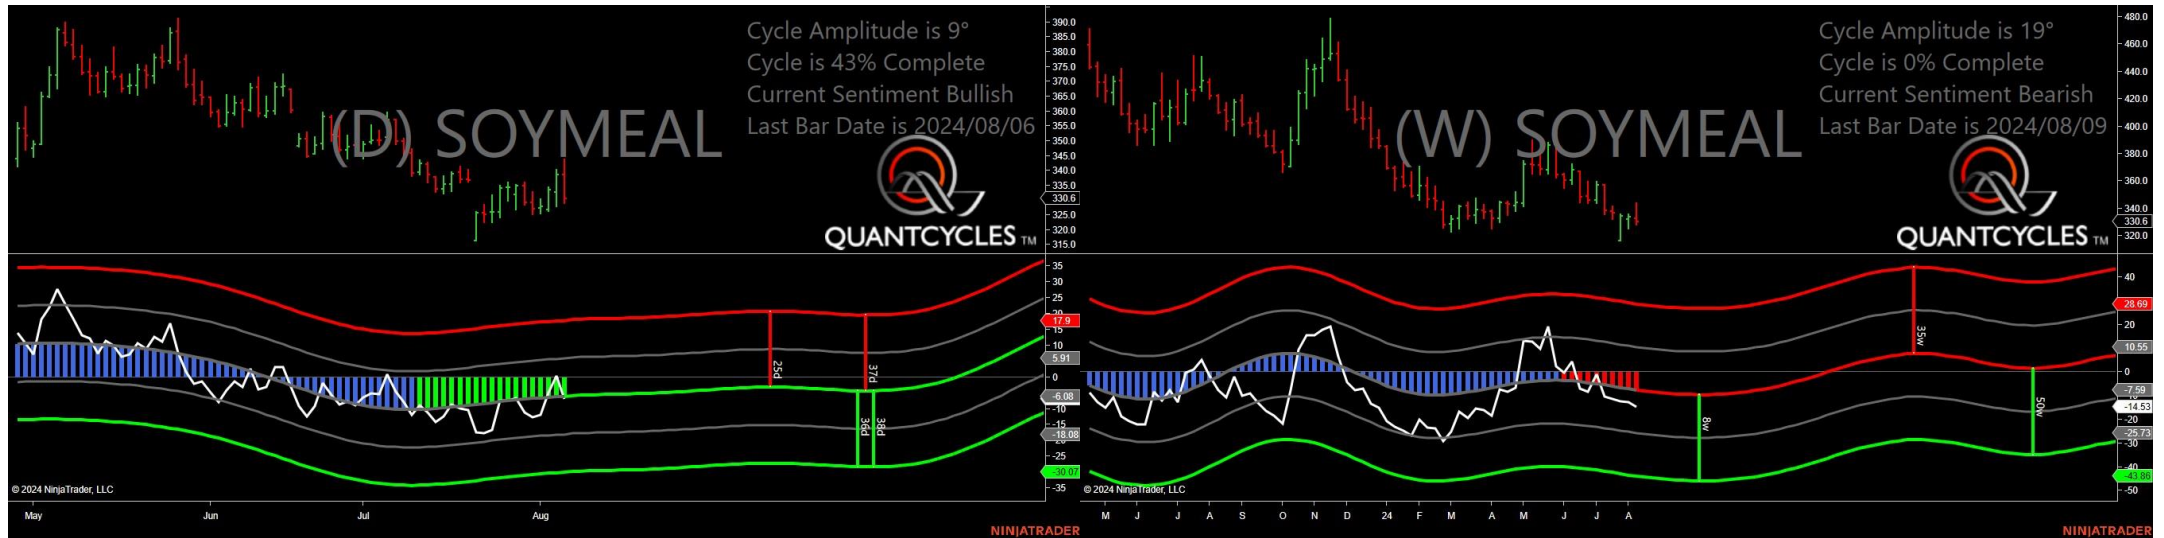 Cycle Amplitude is 9°
Cycle is 43% Complete
Current Sentiment Bullish
Last Bar Date is 2024/08/06
(D) SOYMEAL
QUANTCYCLES TM
390.0
385.0
380.0
375.0
370.0
365.0
360.0
355.0
350.0
345.0
340.0
335.0
330.6
325.0
320.0
315.0
35
30
25
20
17.9
15
10
5.91
0
-6.08
-10
-15
-18.08
-25
-30.07
-35
25d
37d
36d
38d
© 2024 NinjaTrader, LLC
May Jun Jul Aug
NINJATRADER
Cycle Amplitude is 19°
Cycle is 0% Complete
Current Sentiment Bearish
Last Bar Date is 2024/08/09
(W) SOYMEAL
QUANTCYCLES TM
480.0
460.0
440.0
420.0
400.0
380.0
360.0
340.0
330.6
320.0
40
28.69
20
10.55
0
-7.59
-14.53
-20
-25.73
-30
-40
-43.86
-50
35w
8w
50w
© 2024 NinjaTrader, LLC
M J J A S O N D 24 F M A M J J A
NINJATRADER